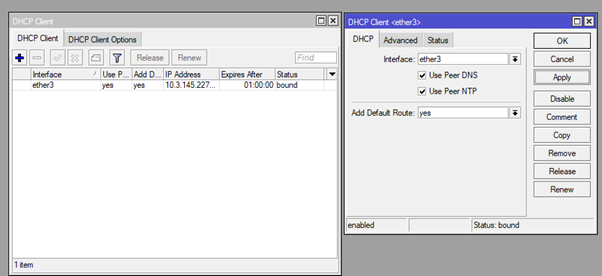 DHCP Client
DHCP Client DHCP Client Options
Release Renew Find
Interface Use P... Add D... IP Address Expires After Status
ether3 yes yes 10.3.145.227... 01:00:00 bound
1 item
DHCP Client <ether3>
DHCP Advanced Status
Interface: ether3
Use Peer DNS
Use Peer NTP
Add Default Route: yes
OK
Cancel
Apply
Disable
Comment
Copy
Remove
Release
Renew
enabled Status: bound